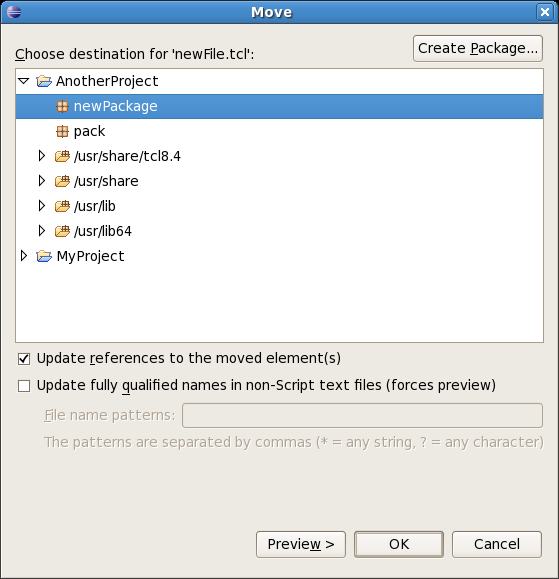 Move
Choose destination for 'newFile.tcl':
Create Package...
AnotherProject
newPackage
pack
/usr/share/tcl8.4
/usr/share
/usr/lib
/usr/lib64
MyProject
Update references to the moved element(s)
Update fully qualified names in non-Script text files (forces preview)
File name patterns:
The patterns are separated by commas (* = any string, ? = any character)
Preview >
OK
Cancel